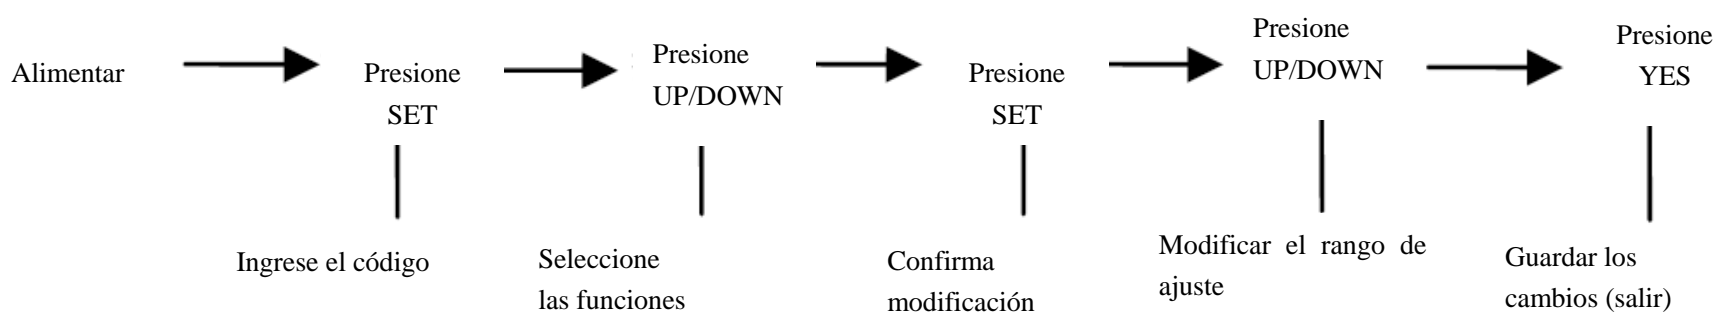 Alimentar
Presione
SET
Presione
UP/DOWN
Presione
SET
Presione
UP/DOWN
Presione
YES
Ingrese el código
Seleccione
las funciones
Confirma
modificación
Modificar el rango de
ajuste
Guardar los
cambios (salir)